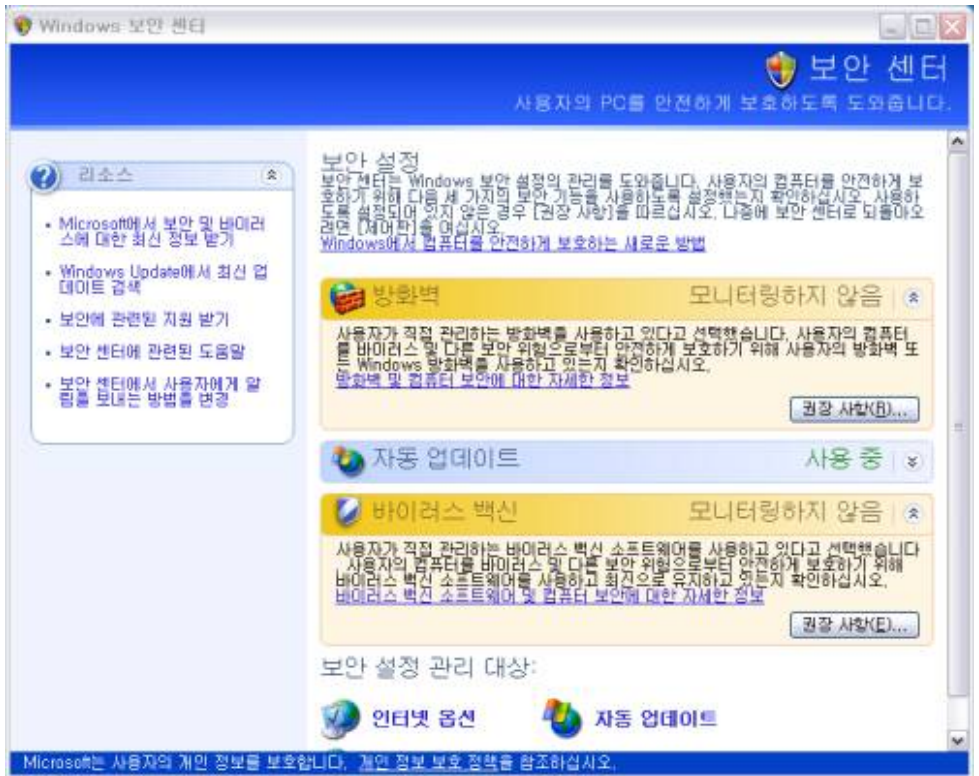 Windows 보안 센터
보안 센터
사용자의 PC를 안전하게 보호하도록 도와줍니다.
리소스
• Microsoft에서 보안 및 바이러
스에 대한 최신 정보 받기
• Windows Update에서 최신 업
데이트 검색
• 보안에 관련된 지원 받기
• 보안 센터에 관련된 도움말
• 보안 센터에서 사용자에게 알
림을 보내는 방법을 변경
보안 설정
보안 센터는 Windows 보안 설정의 관리를 도와줍니다. 사용자의 컴퓨터를 안전하게 보
호하기 위해 다음 세 가지의 보안 기능을 사용하도록 설정했는지 확인하십시오. 사용하
도록 설정되어 있지 않은 경우 [권장 사항]을 따르십시오. 나중에 보안 센터로 되돌아오
려면 [제어판]을 여십시오.
Windows에서 컴퓨터를 안전하게 보호하는 새로운 방법
방화벽 모니터링하지 않음
사용자가 직접 관리하는 방화벽를 사용하고 있다고 선택했습니다. 사용자의 컴퓨터
를 바이러스 및 다른 보안 위험으로부터 안전하게 보호하기 위해 사용자의 방화벽 또
는 Windows 방화벽를 사용하고 있는지 확인하십시오.
방화벽 및 컴퓨터 보안에 대한 자세한 정보
권장 사항(R)...
자동 업데이트 사용 중
바이러스 백신 모니터링하지 않음
사용자가 직접 관리하는 바이러스 백신 소프트웨어를 사용하고 있다고 선택했습니다
. 사용자의 컴퓨터를 바이러스 및 다른 보안 위험으로부터 안전하게 보호하기 위해
바이러스 백신 소프트웨어를 사용하고 최신으로 유지하고 있는지 확인하십시오.
바이러스 백신 소프트웨어 및 컴퓨터 보안에 대한 자세한 정보
권장 사항(E)...
보안 설정 관리 대상:
인터넷 옵션 자동 업데이트
Microsoft는 사용자의 개인 정보를 보호합니다. 개인 정보 보호 정책을 참조하십시오.